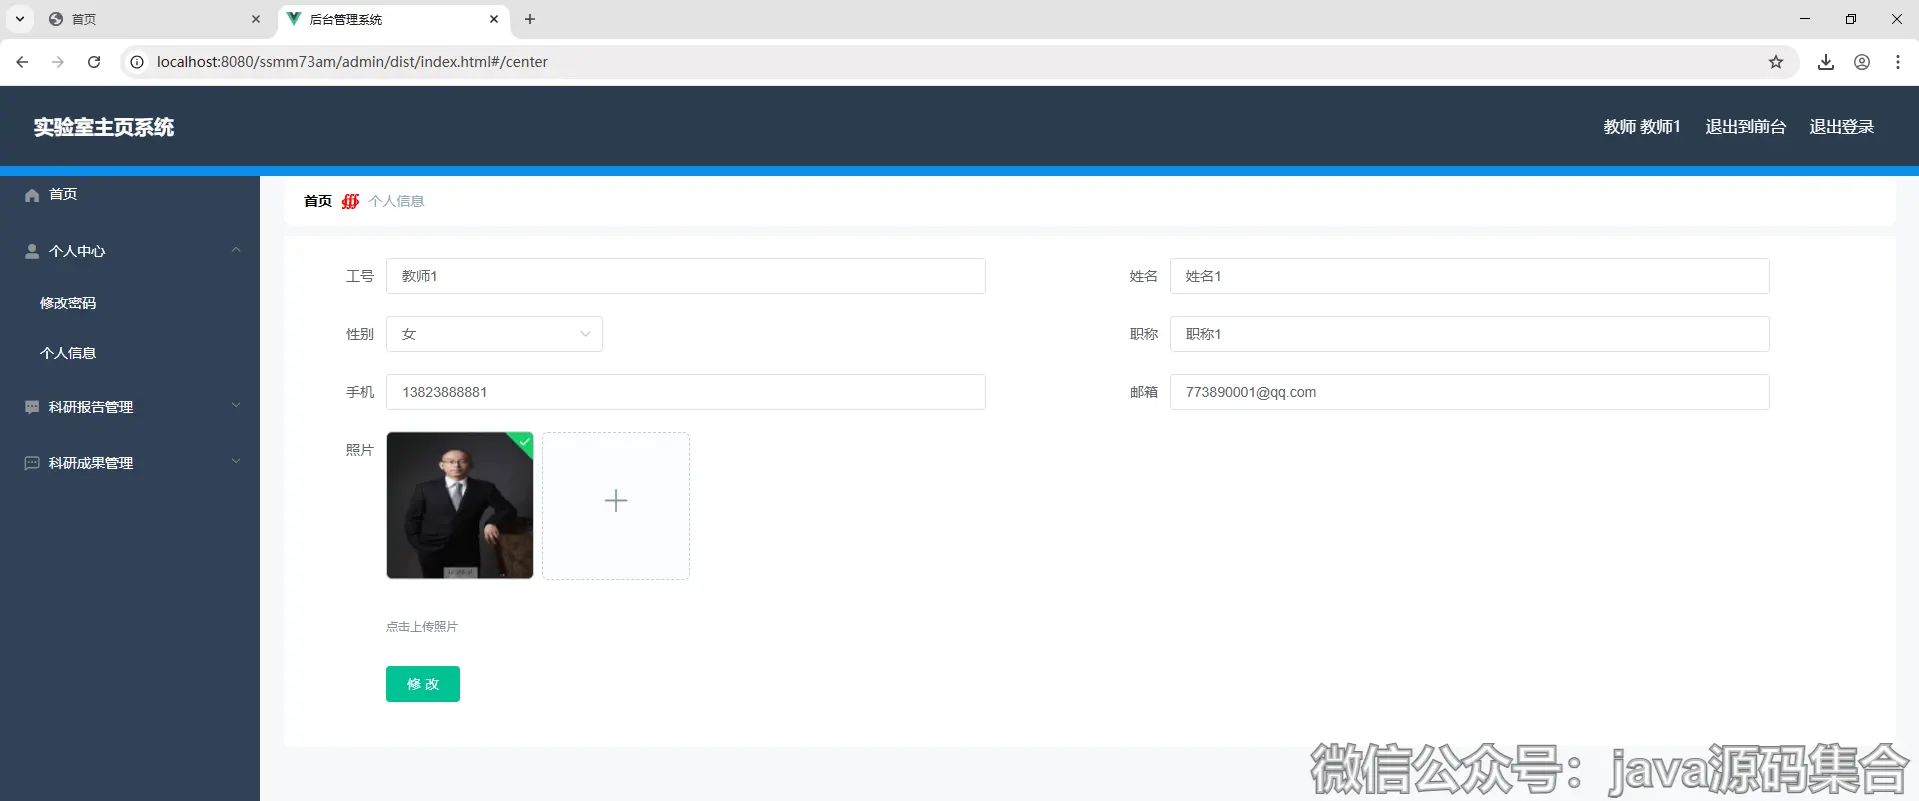 首页
后台管理系统
localhost:8080/ssmm73am/admin/dist/index.html#/center
实验室主页系统
教师 教师1 退出到前台 退出登录
首页
个人中心
修改密码
个人信息
科研报告管理
科研成果管理
首页 个人信息
工号 教师1 姓名 姓名1
性别 女 职称 职称1
手机 13823888881 邮箱 773890001@qq.com
照片
点击上传照片
修 改
微信公众号：java源码集合